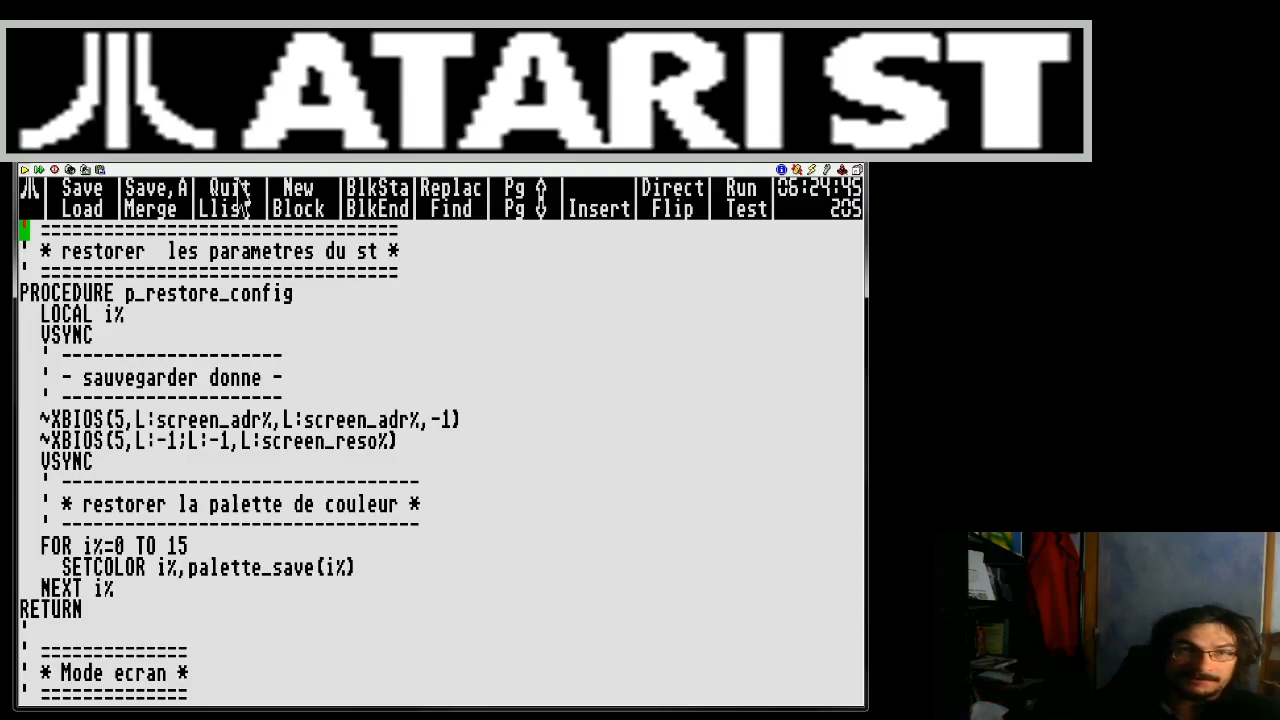 ATARI ST
Save Save,A Quit New BlkSta Replac Pg ⇧ Direct Run 06:24:45
Load Merge Llist Block BlkEnd Find Pg ⇩ Insert Flip Test 205
' ==================================
' * restorer  les parametres du st *
' ==================================
PROCEDURE p_restore_config
LOCAL i%
VSYNC
' ---------------------
' - sauvegarder donne -
' ---------------------
~XBIOS(5,L:screen_adr%,L:screen_adr%,-1)
~XBIOS(5,L:-1;L:-1,L:screen_reso%)
VSYNC
' ----------------------------------
' * restorer la palette de couleur *
' ----------------------------------
FOR i%=0 TO 15
SETCOLOR i%,palette_save(i%)
NEXT i%
RETURN
'
' ==============
' * Mode ecran *
' ==============